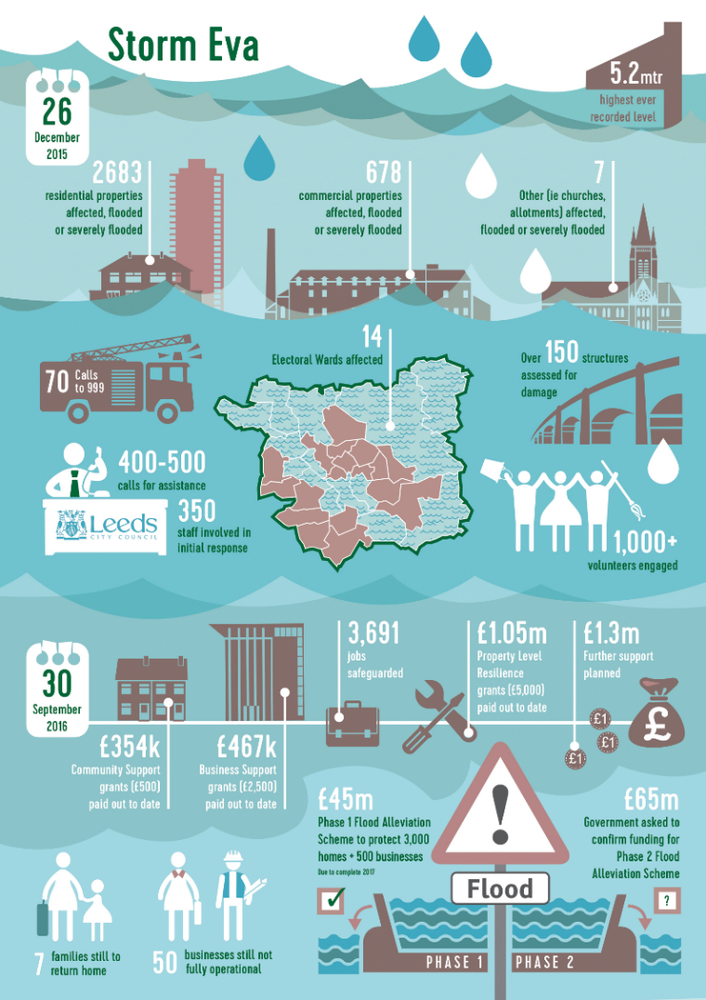 Storm Eva
5.2mtr
highest ever
recorded level
26
December
2015
2683
residential properties
affected, flooded
or severely flooded
678
commercial properties
affected, flooded
or severely flooded
7
Other (ie churches,
allotments) affected,
flooded or severely flooded
70 Calls
to 999
14
Electoral Wards affected
Over 150 structures
assessed for
damage
400-500
calls for assistance
350
staff involved in
initial response
Leeds
CITY COUNCIL
1,000+
volunteers engaged
30
September
2016
£354k
Community Support
grants (£500)
paid out to date
£467k
Business Support
grants (£2,500)
paid out to date
3,691
jobs
safeguarded
£1.05m
Property Level
Resilience
grants (£5,000)
paid out to date
£1.3m
Further support
planned
£1
£1
£1
£
£45m
Phase 1 Flood Alleviation
Scheme to protect 3,000
homes + 500 businesses
Due to complete 2017
!
Flood
£65m
Government asked to
confirm funding for
Phase 2 Flood
Alleviation Scheme
?
PHASE 1
PHASE 2
7 families still to
return home
50 businesses still not
fully operational